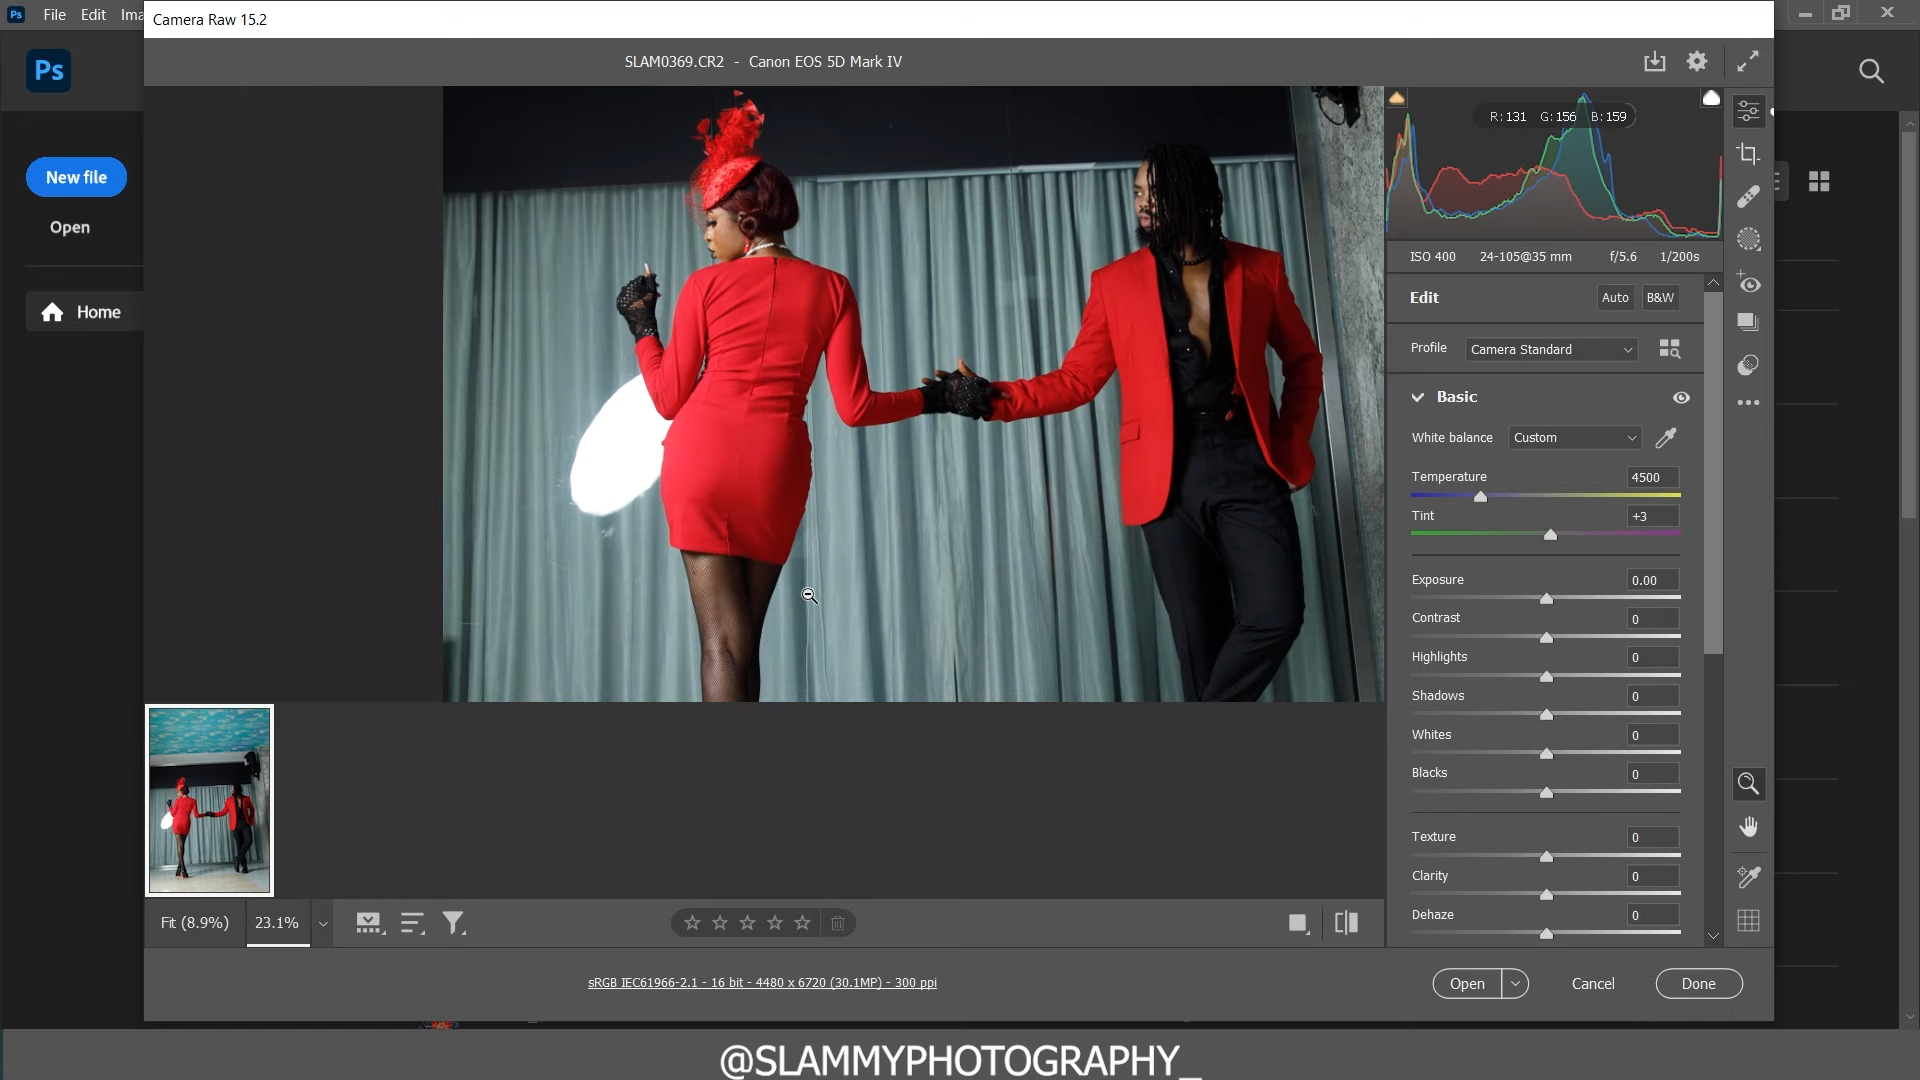 Ps File Edit Ima
Camera Raw 15.2
SLAM0369.CR2 - Canon EOS 5D Mark IV
Ps
New file
Open
Home
R:131 G:156 B:159
ISO 400 24-105@35 mm f/5.6 1/200s
Edit Auto B&W
Profile Camera Standard
Basic
White balance Custom
Temperature 4500
Tint +3
Exposure 0.00
Contrast 0
Highlights 0
Shadows 0
Whites 0
Blacks 0
Texture 0
Clarity 0
Dehaze 0
Fit (8.9%) 23.1%
sRGB IEC61966-2.1 - 16 bit - 4480 x 6720 (30.1MP) - 300 ppi
Open Cancel Done
@SLAMMYPHOTOGRAPHY_